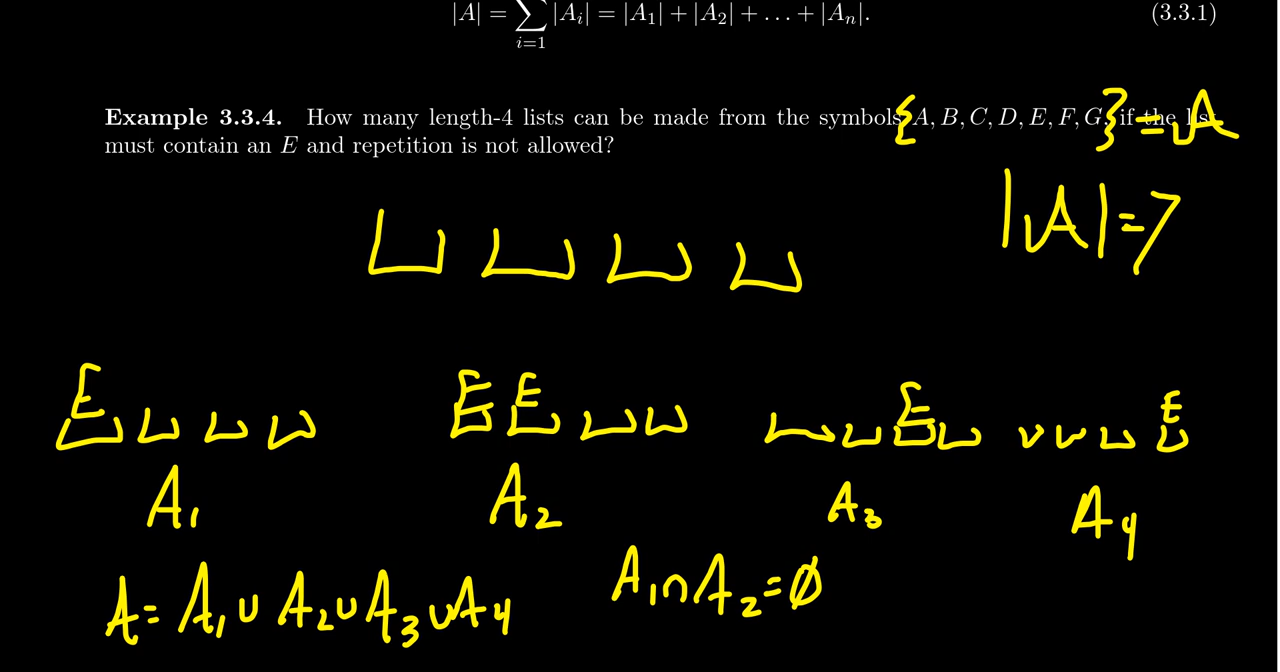 |A| = ∑_{i=1} |A_i| = |A_1| + |A_2| + … + |A_n|. (3.3.1)
Example 3.3.4. How many length-4 lists can be made from the symbols {A, B, C, D, E, F, G} = A if the list
must contain an E and repetition is not allowed?
|A| = 7
E E E E E
A_1 A_2 A_3 A_4
A = A_1 ∪ A_2 ∪ A_3 ∪ A_4 A_1 ∩ A_2 = ∅